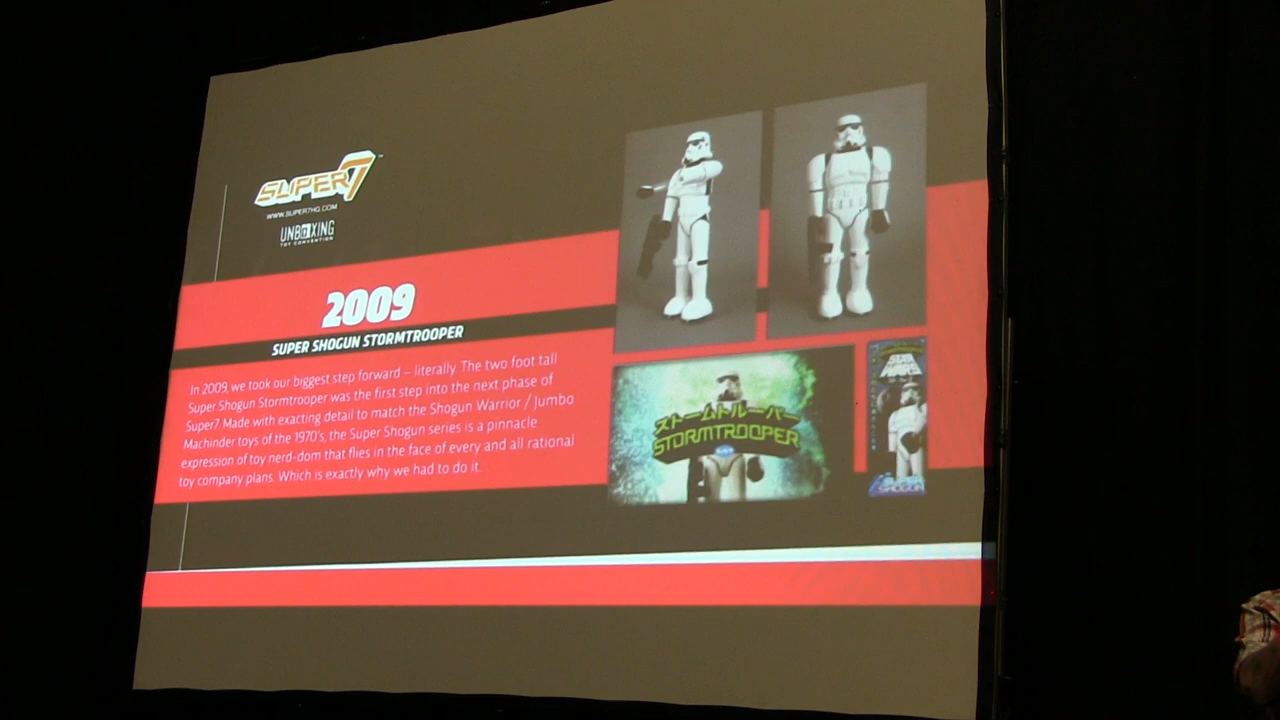 SUPER7™
WWW.SUPER7HQ.COM
UNBOXING
TOY CONVENTION
2009
SUPER SHOGUN STORMTROOPER
In 2009, we took our biggest step forward – literally. The two foot tall
Super Shogun Stormtrooper was the first step into the next phase of
Super7. Made with exacting detail to match the Shogun Warrior / Jumbo
Machinder toys of the 1970's, the Super Shogun series is a pinnacle
expression of toy nerd-dom that flies in the face of every and all rational
toy company plans. Which is exactly why we had to do it.
ストームトルーパー
STORMTROOPER
STAR
WARS
SUPER
SHOGUN